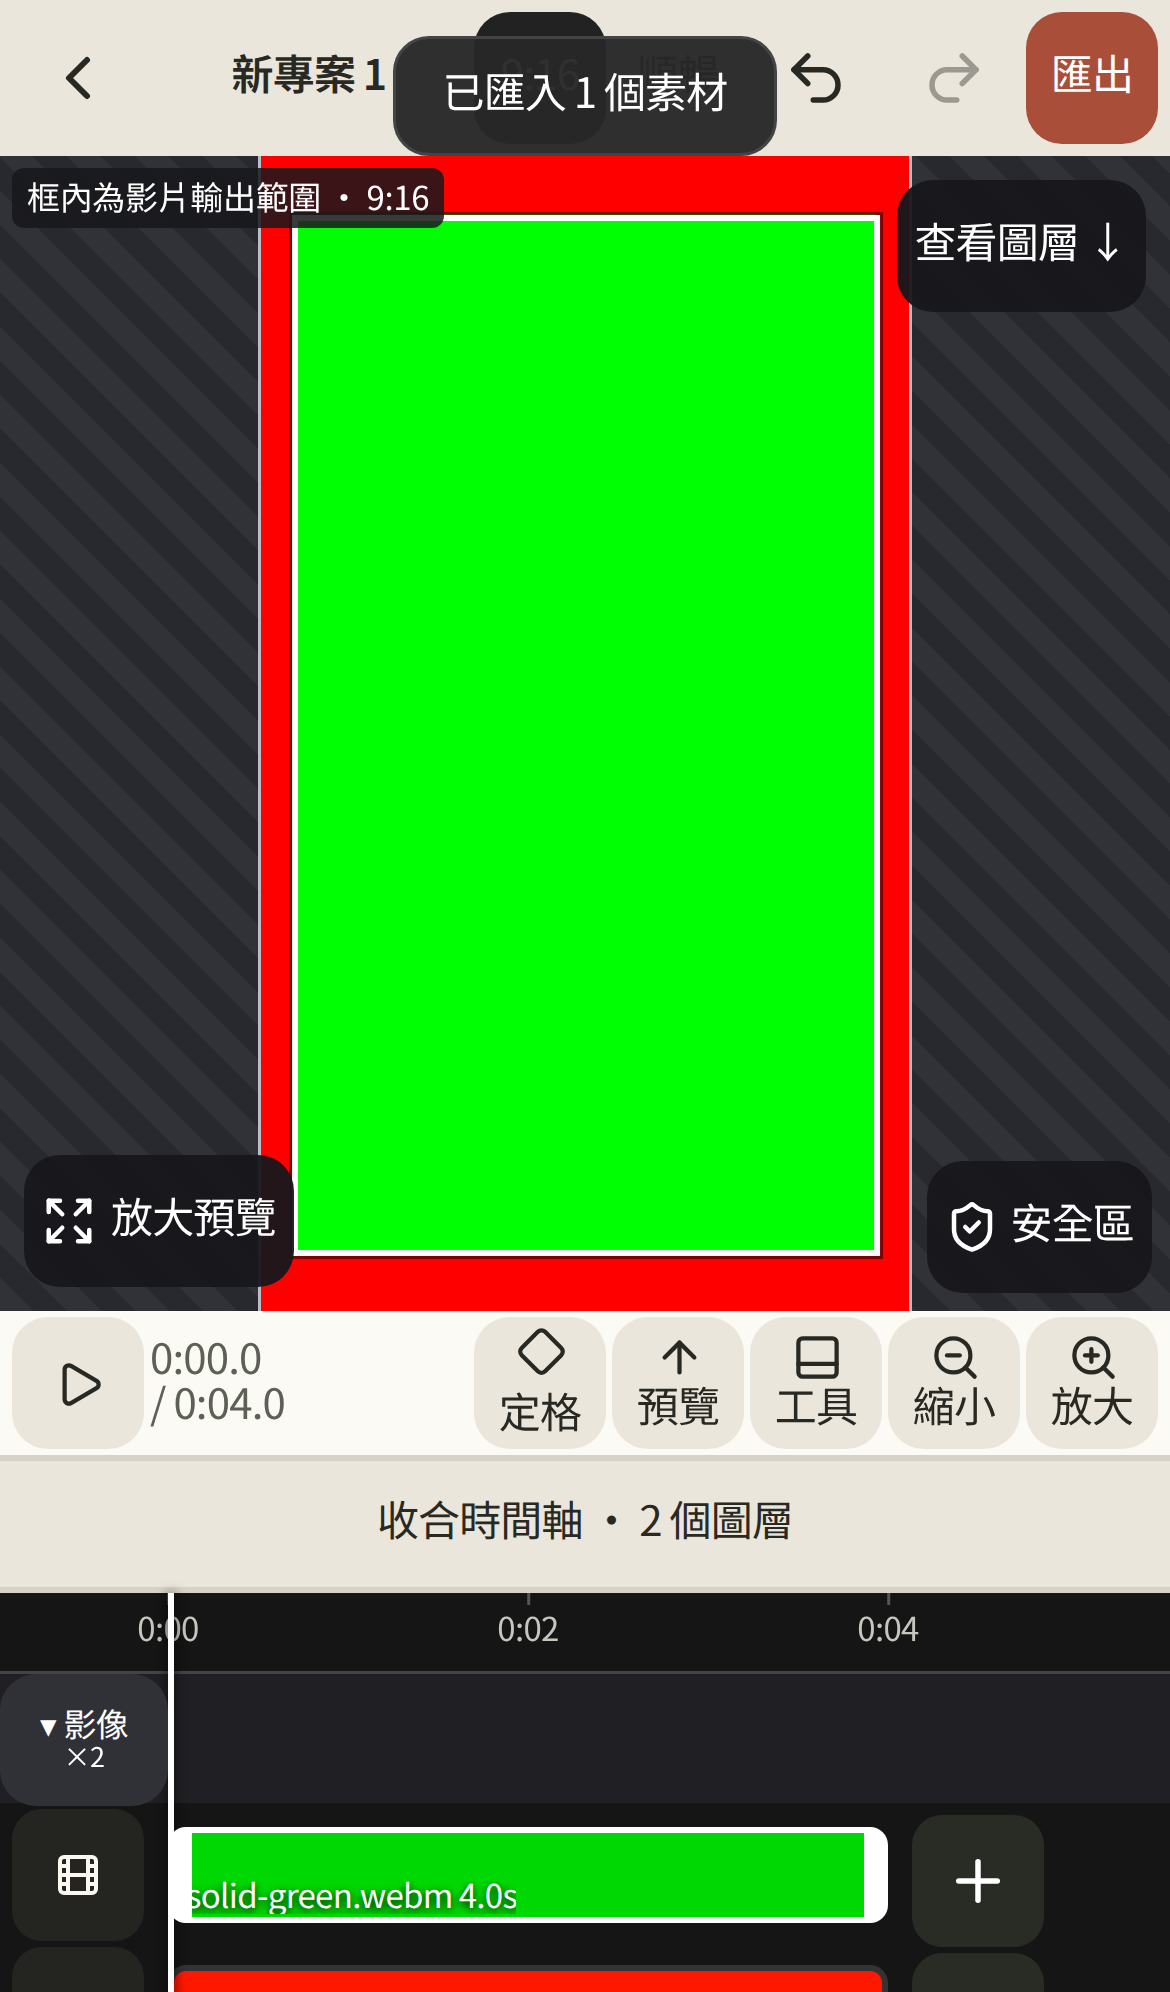 新專案 1
已匯入 1 個素材
匯出
框內為影片輸出範圍 · 9:16
查看圖層 ↓
放大預覽
安全區
0:00.0
/ 0:04.0
定格
預覽
工具
縮小
放大
收合時間軸 · 2 個圖層
0:00
0:02
0:04
▾ 影像
×2
solid-green.webm 4.0s